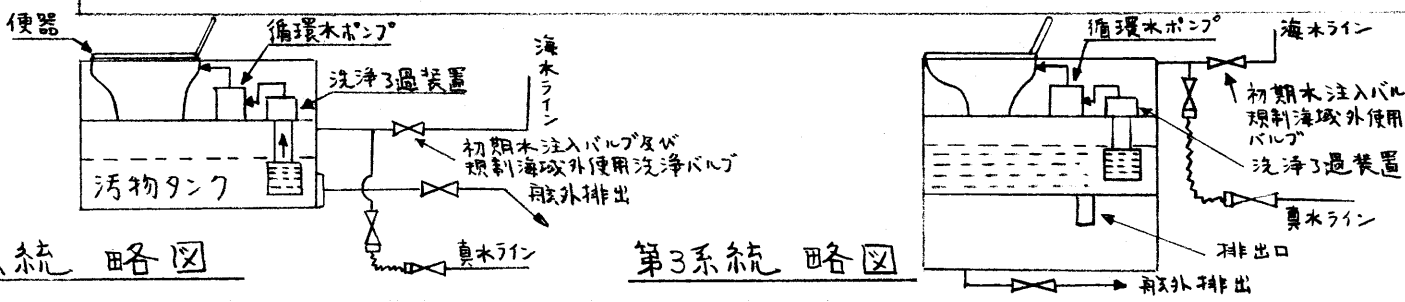 便器
循環水ポンプ
洗浄ろ過装置
海水ライン
初期水注入バルブ及び
規制海域外使用洗浄バルブ
汚物タンク
船外排出
真水ライン
系統 略図
循環水ポンプ
海水ライン
初期水注入バル
規制海域外使用
バルブ
洗浄ろ過装置
真水ライン
排出口
船外排出
第3系統 略図